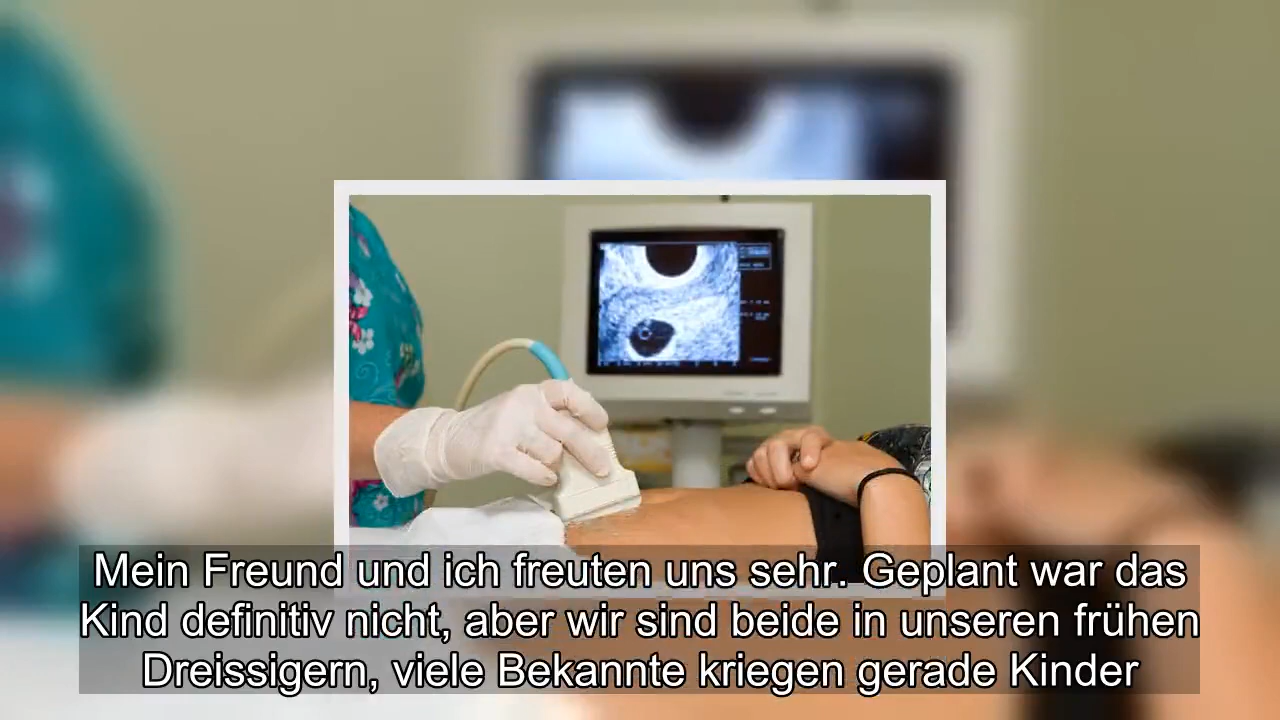 Mein Freund und ich freuten uns sehr. Geplant war das
Kind definitiv nicht, aber wir sind beide in unseren frühen
Dreissigern, viele Bekannte kriegen gerade Kinder